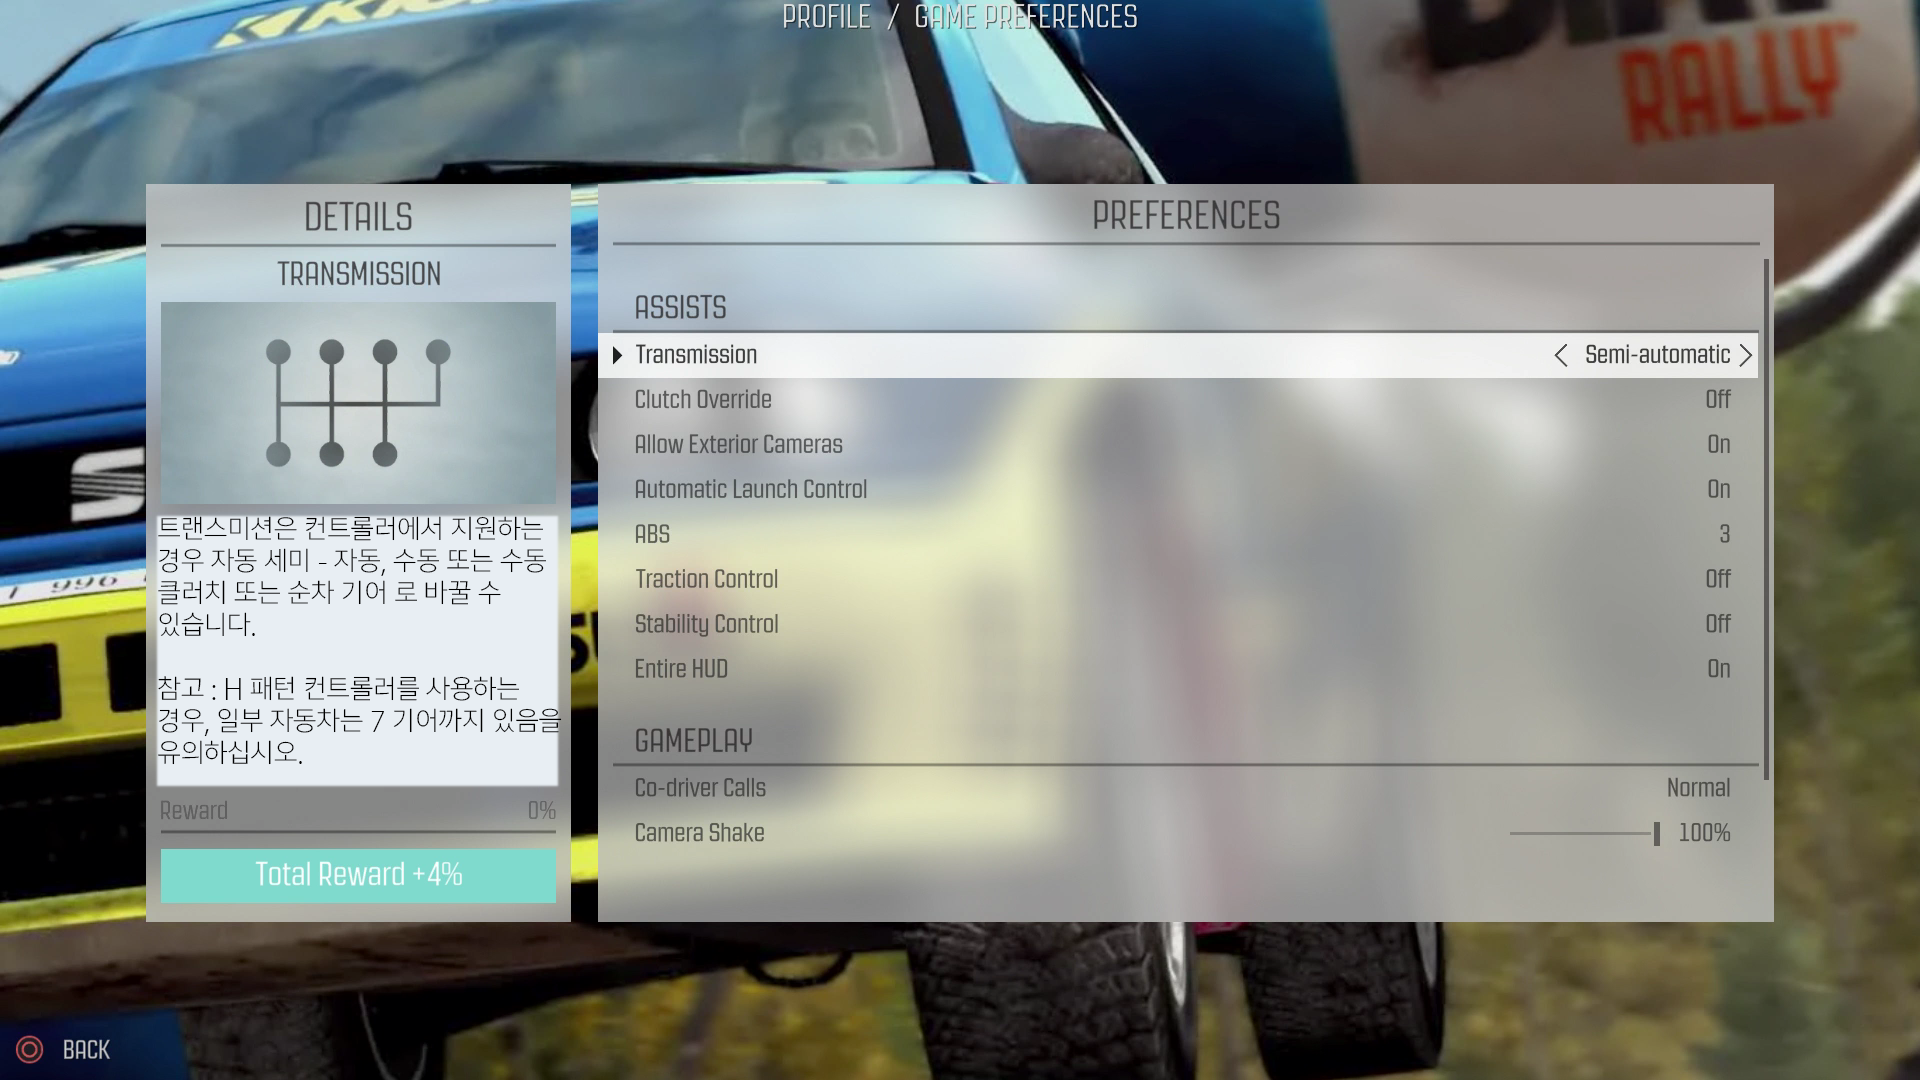 PROFILE / GAME PREFERENCES
RALLY
DETAILS
TRANSMISSION
트랜스미션은 컨트롤러에서 지원하는
경우 자동 세미 - 자동, 수동 또는 수동
클러치 또는 순차 기어 로 바꿀 수
있습니다.
참고 : H 패턴 컨트롤러를 사용하는
경우, 일부 자동차는 7 기어까지 있음을
유의하십시오.
Reward 0%
Total Reward +4%
PREFERENCES
ASSISTS
Transmission Semi-automatic
Clutch Override Off
Allow Exterior Cameras On
Automatic Launch Control On
ABS 3
Traction Control Off
Stability Control Off
Entire HUD On
GAMEPLAY
Co-driver Calls Normal
Camera Shake 100%
996
BACK